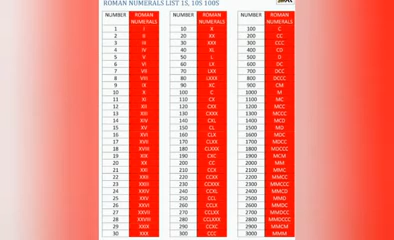 ROMAN NUMERALS LIST 1S, 10S 100S
NUMBER ROMAN NUMERALS NUMBER ROMAN NUMERALS NUMBER ROMAN NUMERALS
1 I 10 X 100 C
2 II 20 XX 200 CC
3 III 30 XXX 300 CCC
4 IV 40 XL 400 CD
5 V 50 L 500 D
6 VI 60 LX 600 DC
7 VII 70 LXX 700 DCC
8 VIII 80 LXXX 800 DCCC
9 IX 90 XC 900 CM
10 X 100 C 1000 M
11 XI 110 CX 1100 MC
12 XII 120 CXX 1200 MCC
13 XIII 130 CXXX 1300 MCCC
14 XIV 140 CXL 1400 MCD
15 XV 150 CL 1500 MD
16 XVI 160 CLX 1600 MDC
17 XVII 170 CLXX 1700 MDCC
18 XVIII 180 CLXXX 1800 MDCCC
19 XIX 190 CXC 1900 MCM
20 XX 200 CC 2000 MM
21 XXI 210 CCX 2100 MMC
22 XXII 220 CCXX 2200 MMCC
23 XXIII 230 CCXXX 2300 MMCCC
24 XXIV 240 CCXL 2400 MMCD
25 XXV 250 CCL 2500 MMD
26 XXVI 260 CCLX 2600 MMDC
27 XXVII 270 CCLXX 2700 MMDCC
28 XXVIII 280 CCLXXX 2800 MMDCCC
29 XXIX 290 CCXC 2900 MMCM
30 XXX 300 CCC 3000 MMM